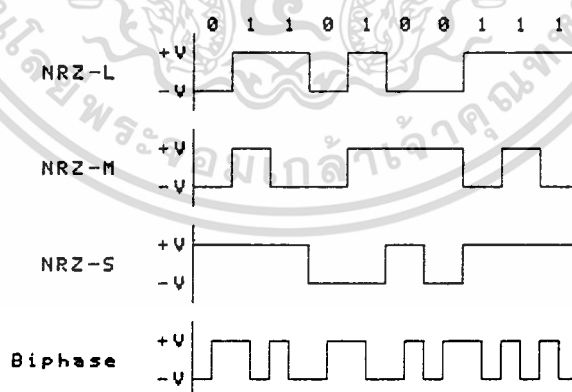 0 1 1 0 1 0 0 1 1 1
+V
NRZ-L
-V
+V
NRZ-M
-V
+V
NRZ-S
-V
+V
Biphase
-V